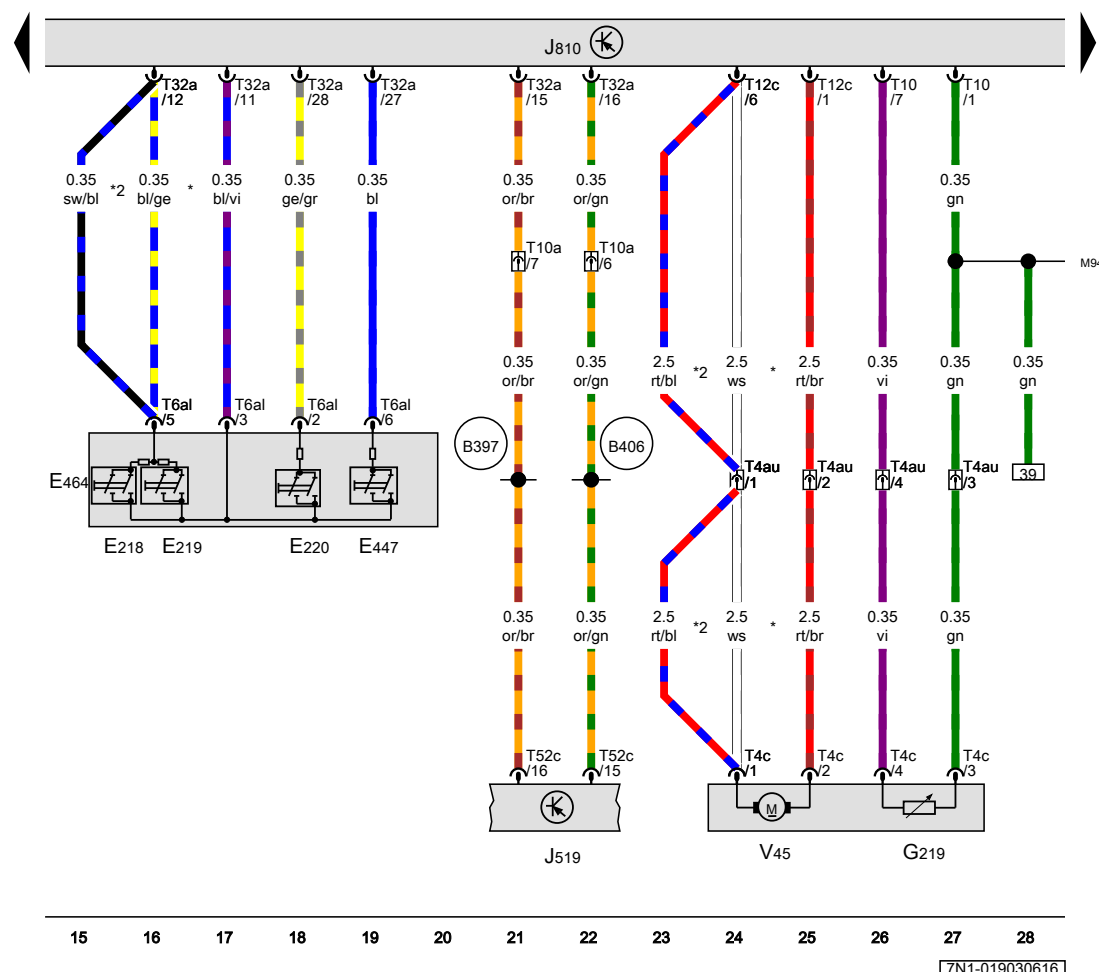 J810
T32a /12
T32a /11
T32a /28
T32a /27
T32a /15
T32a /16
T12c /6
T12c /1
T10 /7
T10 /1
0.35 sw/bl
*2
0.35 bl/ge
*
0.35 bl/vi
0.35 ge/gr
0.35 bl
0.35 or/br
0.35 or/gn
0.35 gn
T10a /7
T10a /6
M94
0.35 or/br
0.35 or/gn
2.5 rt/bl
*2
2.5 ws
*
2.5 rt/br
0.35 vi
0.35 gn
0.35 gn
T6al /5
T6al /3
T6al /2
T6al /6
B397
B406
E464
T4au /1
T4au /2
T4au /4
T4au /3
39
E218
E219
E220
E447
0.35 or/br
0.35 or/gn
2.5 rt/bl
*2
2.5 ws
*
2.5 rt/br
0.35 vi
0.35 gn
T52c /16
T52c /15
T4c /1
T4c /2
T4c /4
T4c /3
M
J519
V45
G219
15 16 17 18 19 20 21 22 23 24 25 26 27 28
7N1-019030616